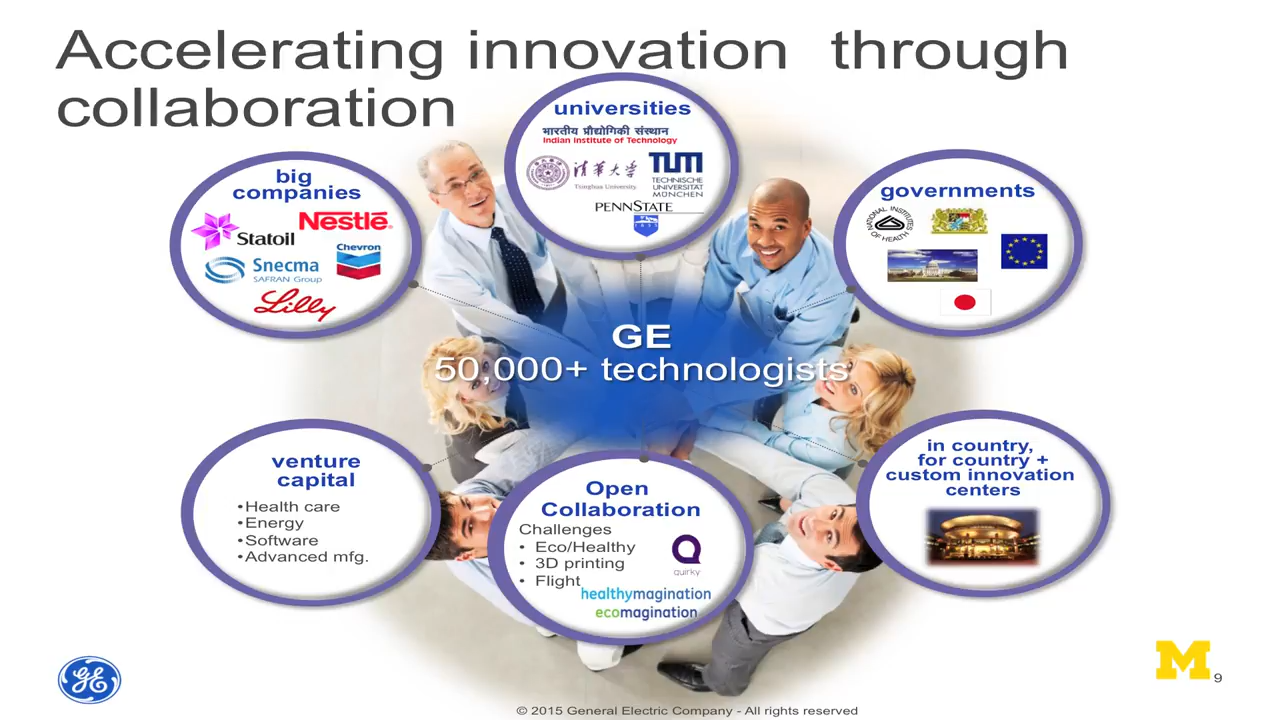 Accelerating innovation through
collaboration
universities
भारतीय प्रौद्योगिकी संस्थान
Indian Institute of Technology
清华大学
Tsinghua University
TUM
TECHNISCHE
UNIVERSITÄT
MÜNCHEN
PENNSTATE
1855
big
companies
Nestlé
Statoil
Chevron
Snecma
SAFRAN Group
Lilly
governments
NATIONAL INSTITUTES
OF HEALTH
GE
50,000+ technologists
venture
capital
•Health care
•Energy
•Software
•Advanced mfg.
Open
Collaboration
Challenges
• Eco/Healthy
• 3D printing
• Flight
quirky
healthymagination
ecomagination
in country,
for country +
custom innovation
centers
GE
M
9
© 2015 General Electric Company - All rights reserved